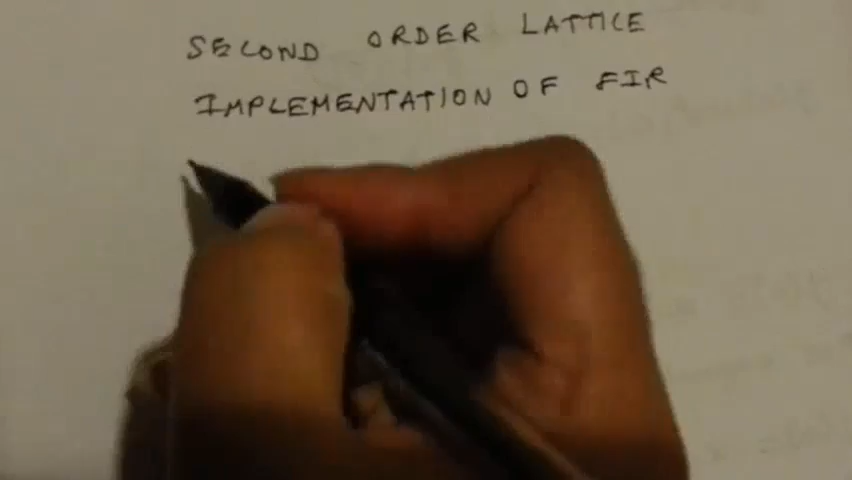 SECOND ORDER LATTICE
IMPLEMENTATION OF FIR